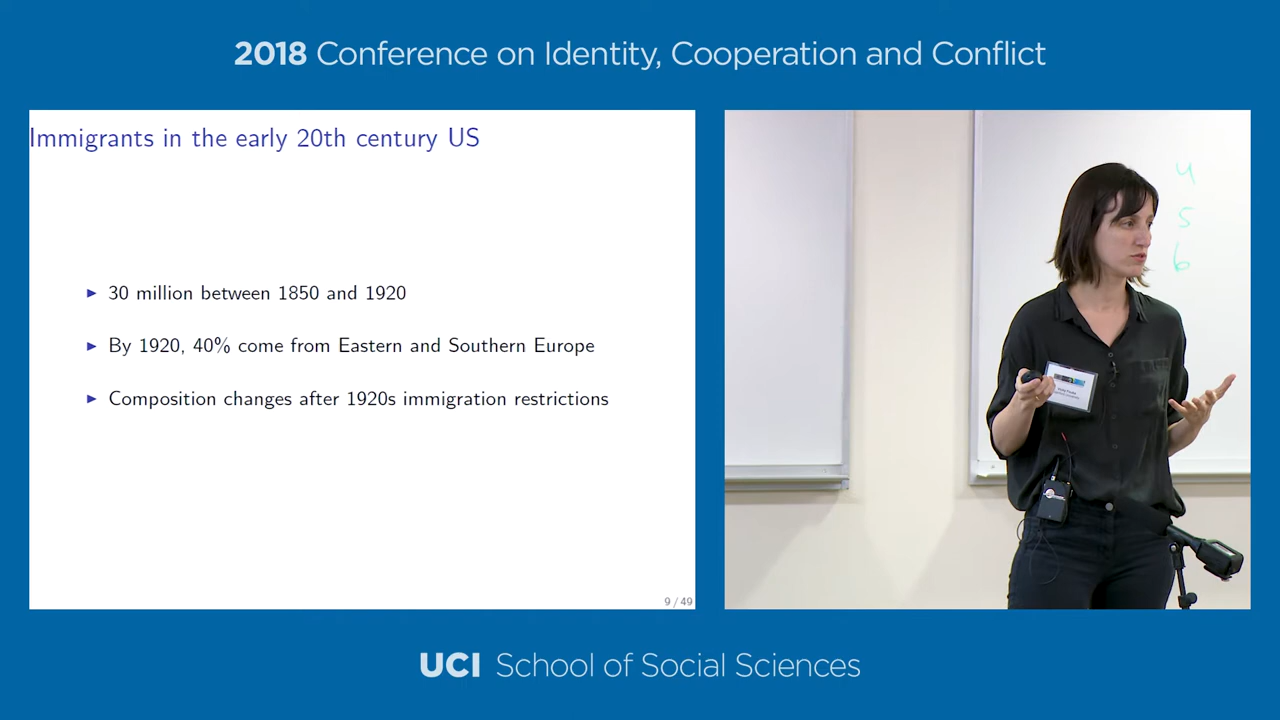 2018 Conference on Identity, Cooperation and Conflict
Immigrants in the early 20th century US
30 million between 1850 and 1920
By 1920, 40% come from Eastern and Southern Europe
Composition changes after 1920s immigration restrictions
9 / 49
4
5
6
UCI School of Social Sciences